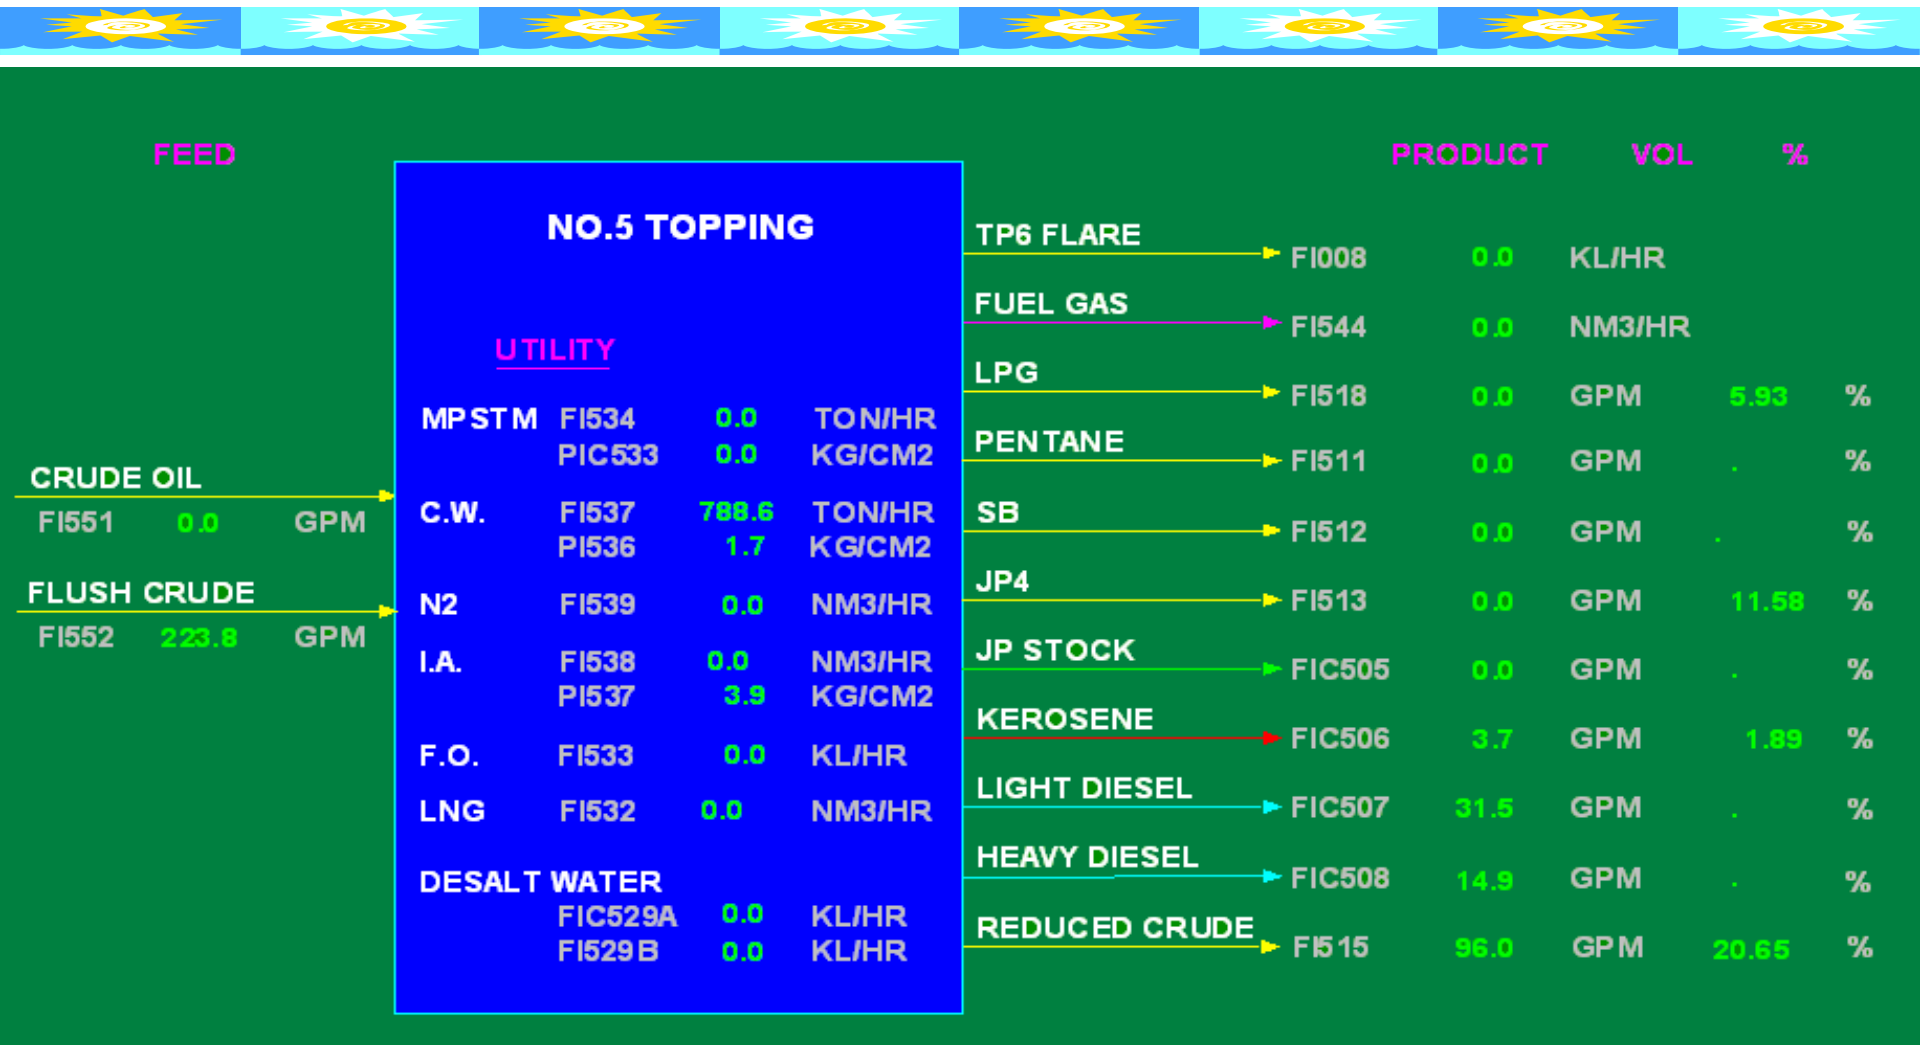 FEED
PRODUCT VOL %
NO.5 TOPPING
UTILITY
MPSTM FI534 0.0 TON/HR
PIC533 0.0 KG/CM2
C.W. FI537 788.6 TON/HR
PI536 1.7 KG/CM2
N2 FI539 0.0 NM3/HR
I.A. FI538 0.0 NM3/HR
PI537 3.9 KG/CM2
F.O. FI533 0.0 KL/HR
LNG FI532 0.0 NM3/HR
DESALT WATER
FIC529A 0.0 KL/HR
FI529B 0.0 KL/HR
CRUDE OIL
FI551 0.0 GPM
FLUSH CRUDE
FI552 223.8 GPM
TP6 FLARE
FI008 0.0 KL/HR
FUEL GAS
FI544 0.0 NM3/HR
LPG
FI518 0.0 GPM 5.93 %
PENTANE
FI511 0.0 GPM . %
SB
FI512 0.0 GPM . %
JP4
FI513 0.0 GPM 11.58 %
JP STOCK
FIC505 0.0 GPM . %
KEROSENE
FIC506 3.7 GPM 1.89 %
LIGHT DIESEL
FIC507 31.5 GPM . %
HEAVY DIESEL
FIC508 14.9 GPM . %
REDUCED CRUDE
FI515 96.0 GPM 20.65 %